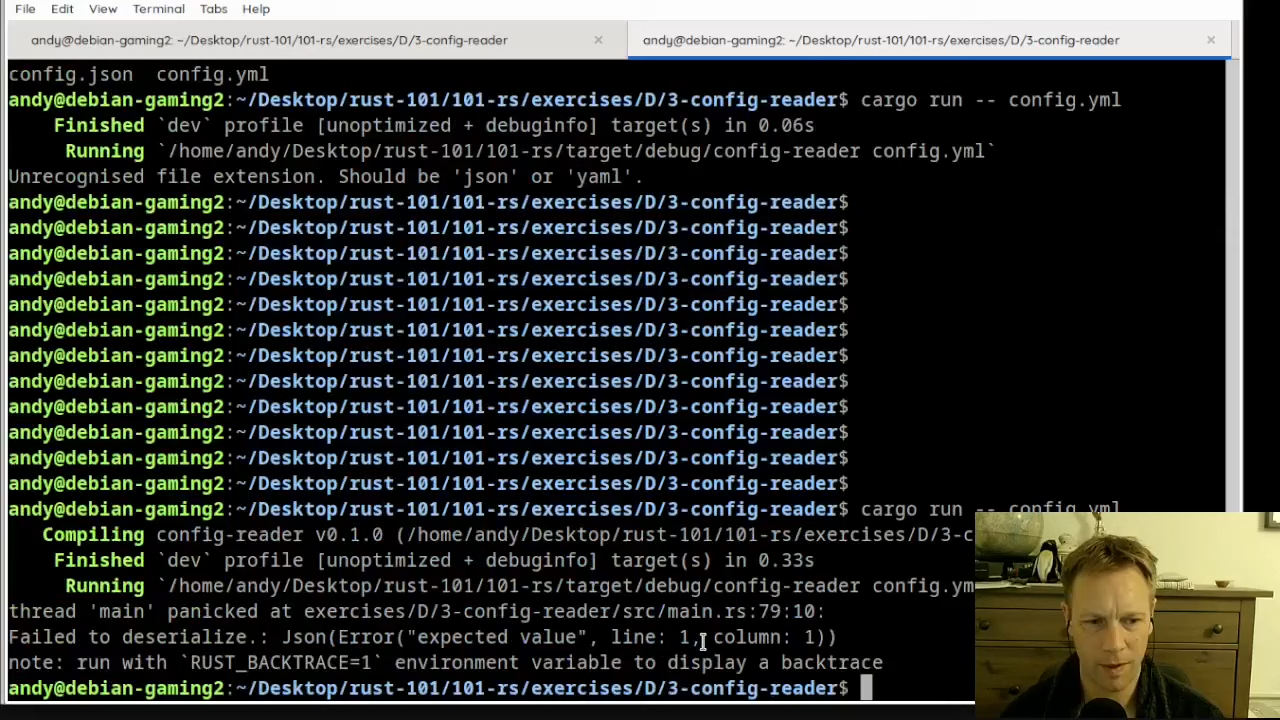 File Edit View Terminal Tabs Help
andy@debian-gaming2: ~/Desktop/rust-101/101-rs/exercises/D/3-config-reader × andy@debian-gaming2: ~/Desktop/rust-101/101-rs/exercises/D/3-config-reader ×
config.json  config.yml
andy@debian-gaming2:~/Desktop/rust-101/101-rs/exercises/D/3-config-reader$ cargo run -- config.yml
    Finished `dev` profile [unoptimized + debuginfo] target(s) in 0.06s
     Running `/home/andy/Desktop/rust-101/101-rs/target/debug/config-reader config.yml`
Unrecognised file extension. Should be 'json' or 'yaml'.
andy@debian-gaming2:~/Desktop/rust-101/101-rs/exercises/D/3-config-reader$
andy@debian-gaming2:~/Desktop/rust-101/101-rs/exercises/D/3-config-reader$
andy@debian-gaming2:~/Desktop/rust-101/101-rs/exercises/D/3-config-reader$
andy@debian-gaming2:~/Desktop/rust-101/101-rs/exercises/D/3-config-reader$
andy@debian-gaming2:~/Desktop/rust-101/101-rs/exercises/D/3-config-reader$
andy@debian-gaming2:~/Desktop/rust-101/101-rs/exercises/D/3-config-reader$
andy@debian-gaming2:~/Desktop/rust-101/101-rs/exercises/D/3-config-reader$
andy@debian-gaming2:~/Desktop/rust-101/101-rs/exercises/D/3-config-reader$
andy@debian-gaming2:~/Desktop/rust-101/101-rs/exercises/D/3-config-reader$
andy@debian-gaming2:~/Desktop/rust-101/101-rs/exercises/D/3-config-reader$
andy@debian-gaming2:~/Desktop/rust-101/101-rs/exercises/D/3-config-reader$
andy@debian-gaming2:~/Desktop/rust-101/101-rs/exercises/D/3-config-reader$
andy@debian-gaming2:~/Desktop/rust-101/101-rs/exercises/D/3-config-reader$ cargo run -- config.yml
   Compiling config-reader v0.1.0 (/home/andy/Desktop/rust-101/101-rs/exercises/D/3-c
    Finished `dev` profile [unoptimized + debuginfo] target(s) in 0.33s
     Running `/home/andy/Desktop/rust-101/101-rs/target/debug/config-reader config.ym
thread 'main' panicked at exercises/D/3-config-reader/src/main.rs:79:10:
Failed to deserialize.: Json(Error("expected value", line: 1, column: 1))
note: run with `RUST_BACKTRACE=1` environment variable to display a backtrace
andy@debian-gaming2:~/Desktop/rust-101/101-rs/exercises/D/3-config-reader$